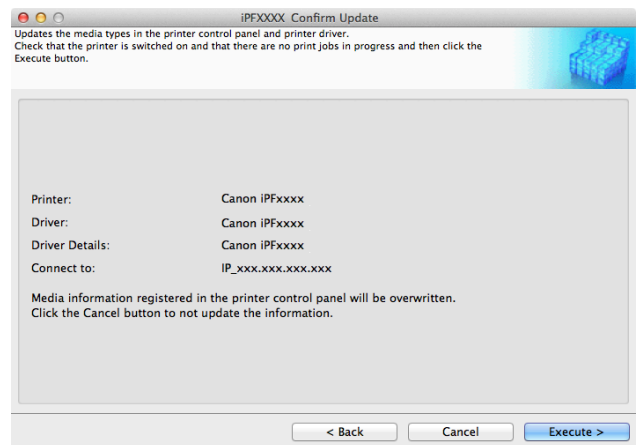 iPFXXXX Confirm Update
Updates the media types in the printer control panel and printer driver.
Check that the printer is switched on and that there are no print jobs in progress and then click the
Execute button.
Printer: Canon iPFxxxx
Driver: Canon iPFxxxx
Driver Details: Canon iPFxxxx
Connect to: IP_xxx.xxx.xxx.xxx
Media information registered in the printer control panel will be overwritten.
Click the Cancel button to not update the information.
< Back Cancel Execute >